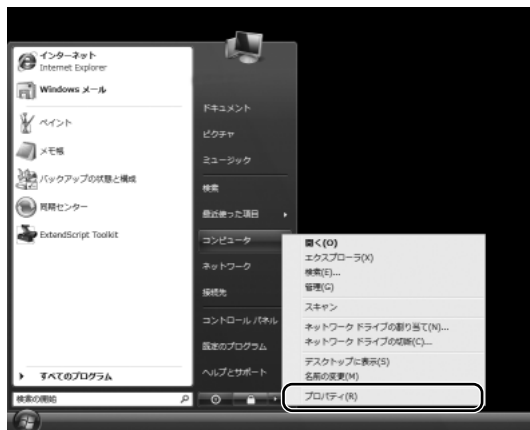 インターネット
Internet Explorer
Windows メール
ペイント
メモ帳
バックアップの状態と構成
同期センター
ExtendScript Toolkit
すべてのプログラム
検索の開始
ドキュメント
ピクチャ
ミュージック
検索
最近使った項目
コンピュータ
ネットワーク
接続先
コントロール パネル
既定のプログラム
ヘルプとサポート
開く(O)
エクスプローラ(X)
検索(E)...
管理(G)
スキャン
ネットワーク ドライブの割り当て(N)...
ネットワーク ドライブの切断(C)...
デスクトップに表示(S)
名前の変更(M)
プロパティ(R)